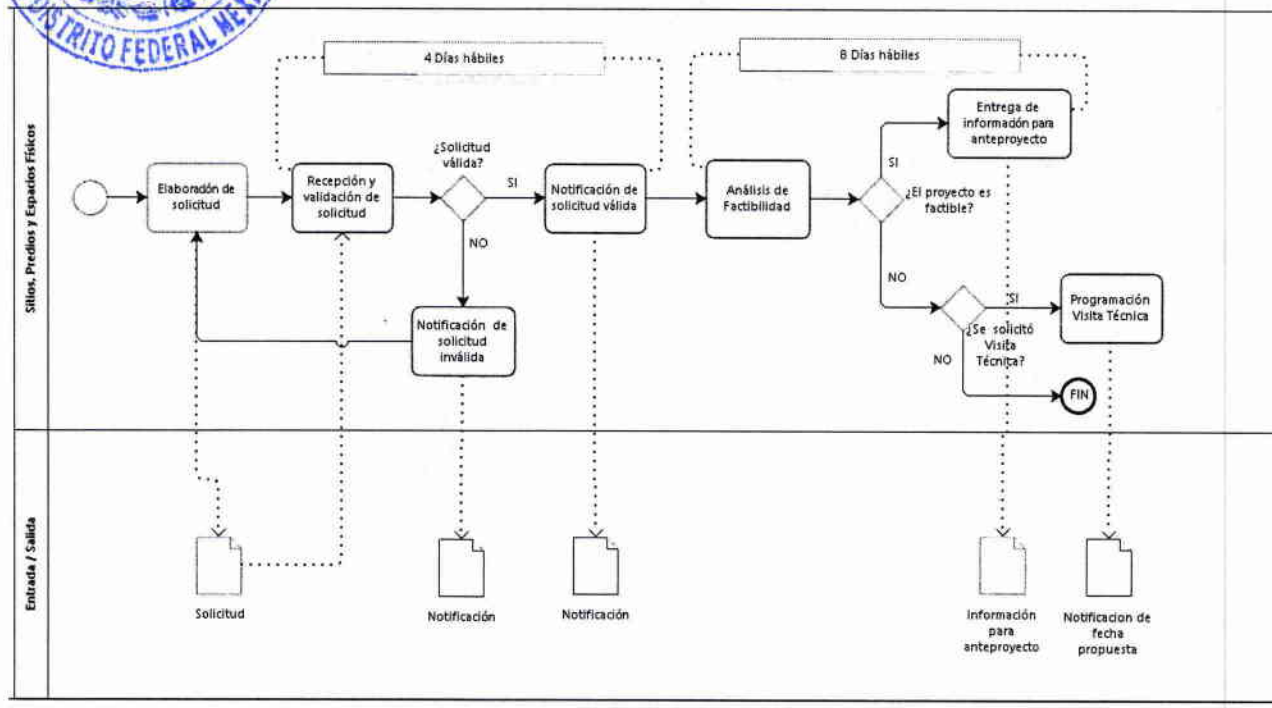 DISTRITO FEDERAL
4 Días hábiles
8 Días hábiles
Sitios, Predios y Espacios Físicos
Elaboración de
solicitud
Recepción y
validación de
solicitud
¿Solicitud
válida?
SI
NO
Notificación de
solicitud válida
Notificación de
solicitud
inválida
Análisis de
Factibilidad
SI
¿El proyecto es
factible?
NO
Entrega de
información para
anteproyecto
SI
¿Se solicitó
Visita
Técnica?
NO
Programación
Visita Técnica
FIN
Entrada / Salida
Solicitud
Notificación
Notificación
Información
para
anteproyecto
Notificacion de
fecha
propuesta